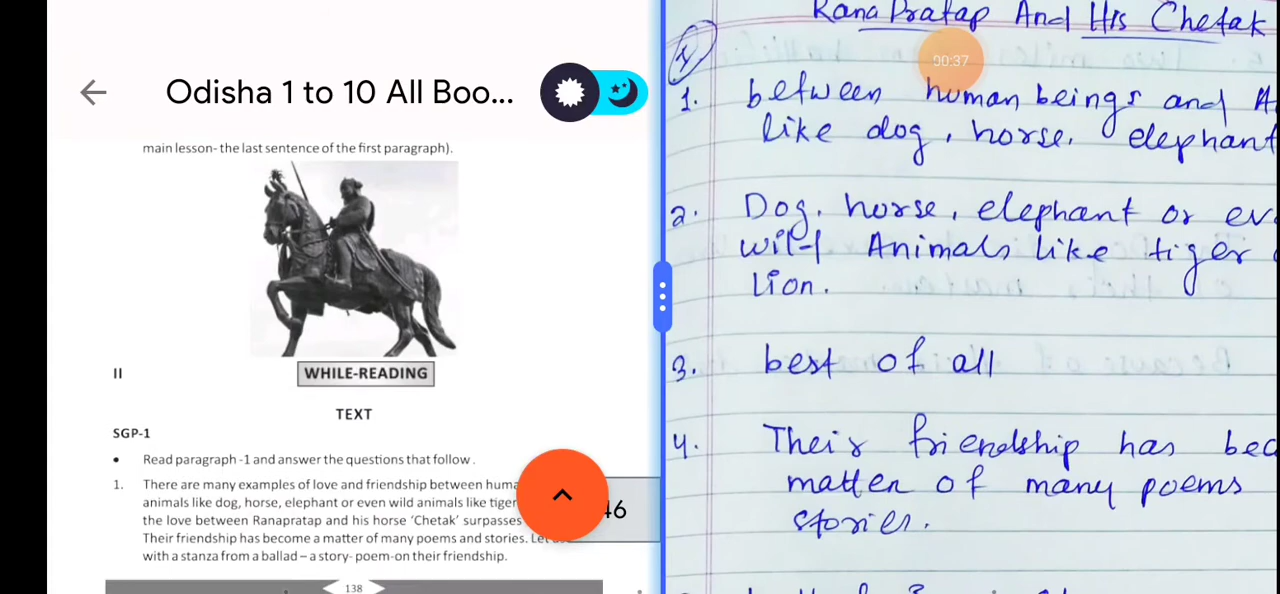 Odisha 1 to 10 All Boo...
main lesson- the last sentence of the first paragraph).
II
WHILE-READING
TEXT
SGP-1
• Read paragraph -1 and answer the questions that follow.
1. There are many examples of love and friendship between huma
animals like dog, horse, elephant or even wild animals like tiger
the love between Ranapratap and his horse 'Chetak' surpasses
Their friendship has become a matter of many poems and stories. Let
with a stanza from a ballad – a story- poem-on their friendship.
138
46
Rana Pratap And His Chetak
00:37
I
1. between human beings and A
like dog, horse, elephant
2. Dog, horse, elephant or ev
wild Animals like tiger
Lion.
3. best of all
4. Their friendship has bec
matter of many poems
stories.